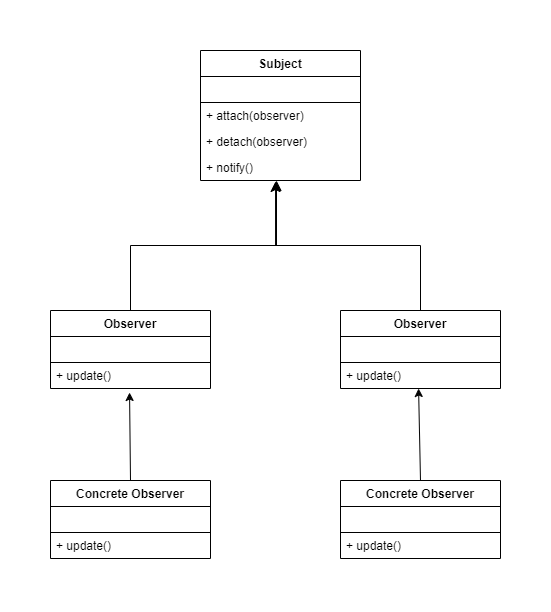 Subject
+ attach(observer)
+ detach(observer)
+ notify()
Observer
+ update()
Observer
+ update()
Concrete Observer
+ update()
Concrete Observer
+ update()